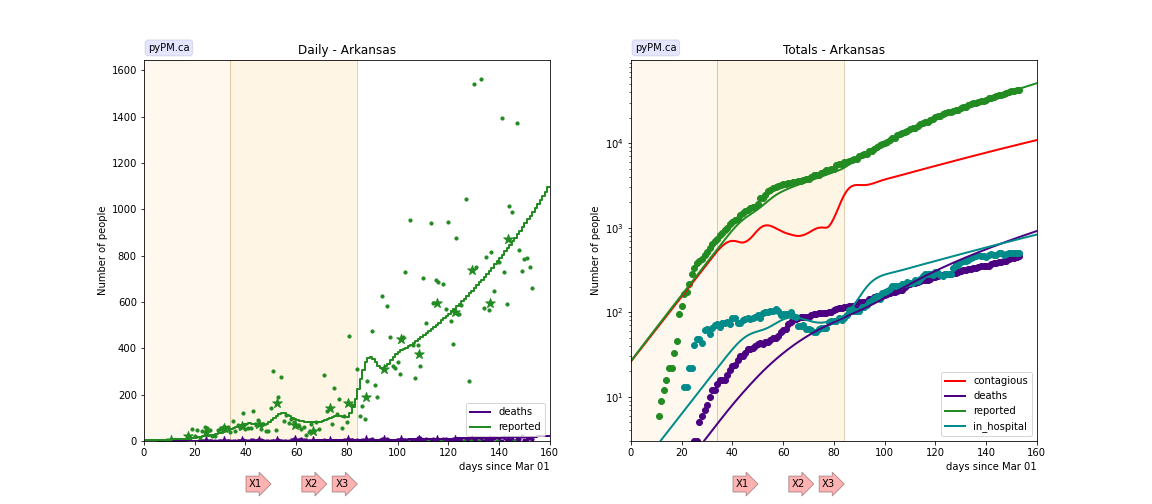 pyPM.ca
Daily - Arkansas
Number of people
1600
1400
1200
1000
800
600
400
200
0
0 20 40 60 80 100 120 140 160
days since Mar 01
deaths
reported
X1 X2 X3
pyPM.ca
Totals - Arkansas
Number of people
10^4
10^3
10^2
10^1
0 20 40 60 80 100 120 140 160
days since Mar 01
contagious
deaths
reported
in_hospital
X1 X2 X3